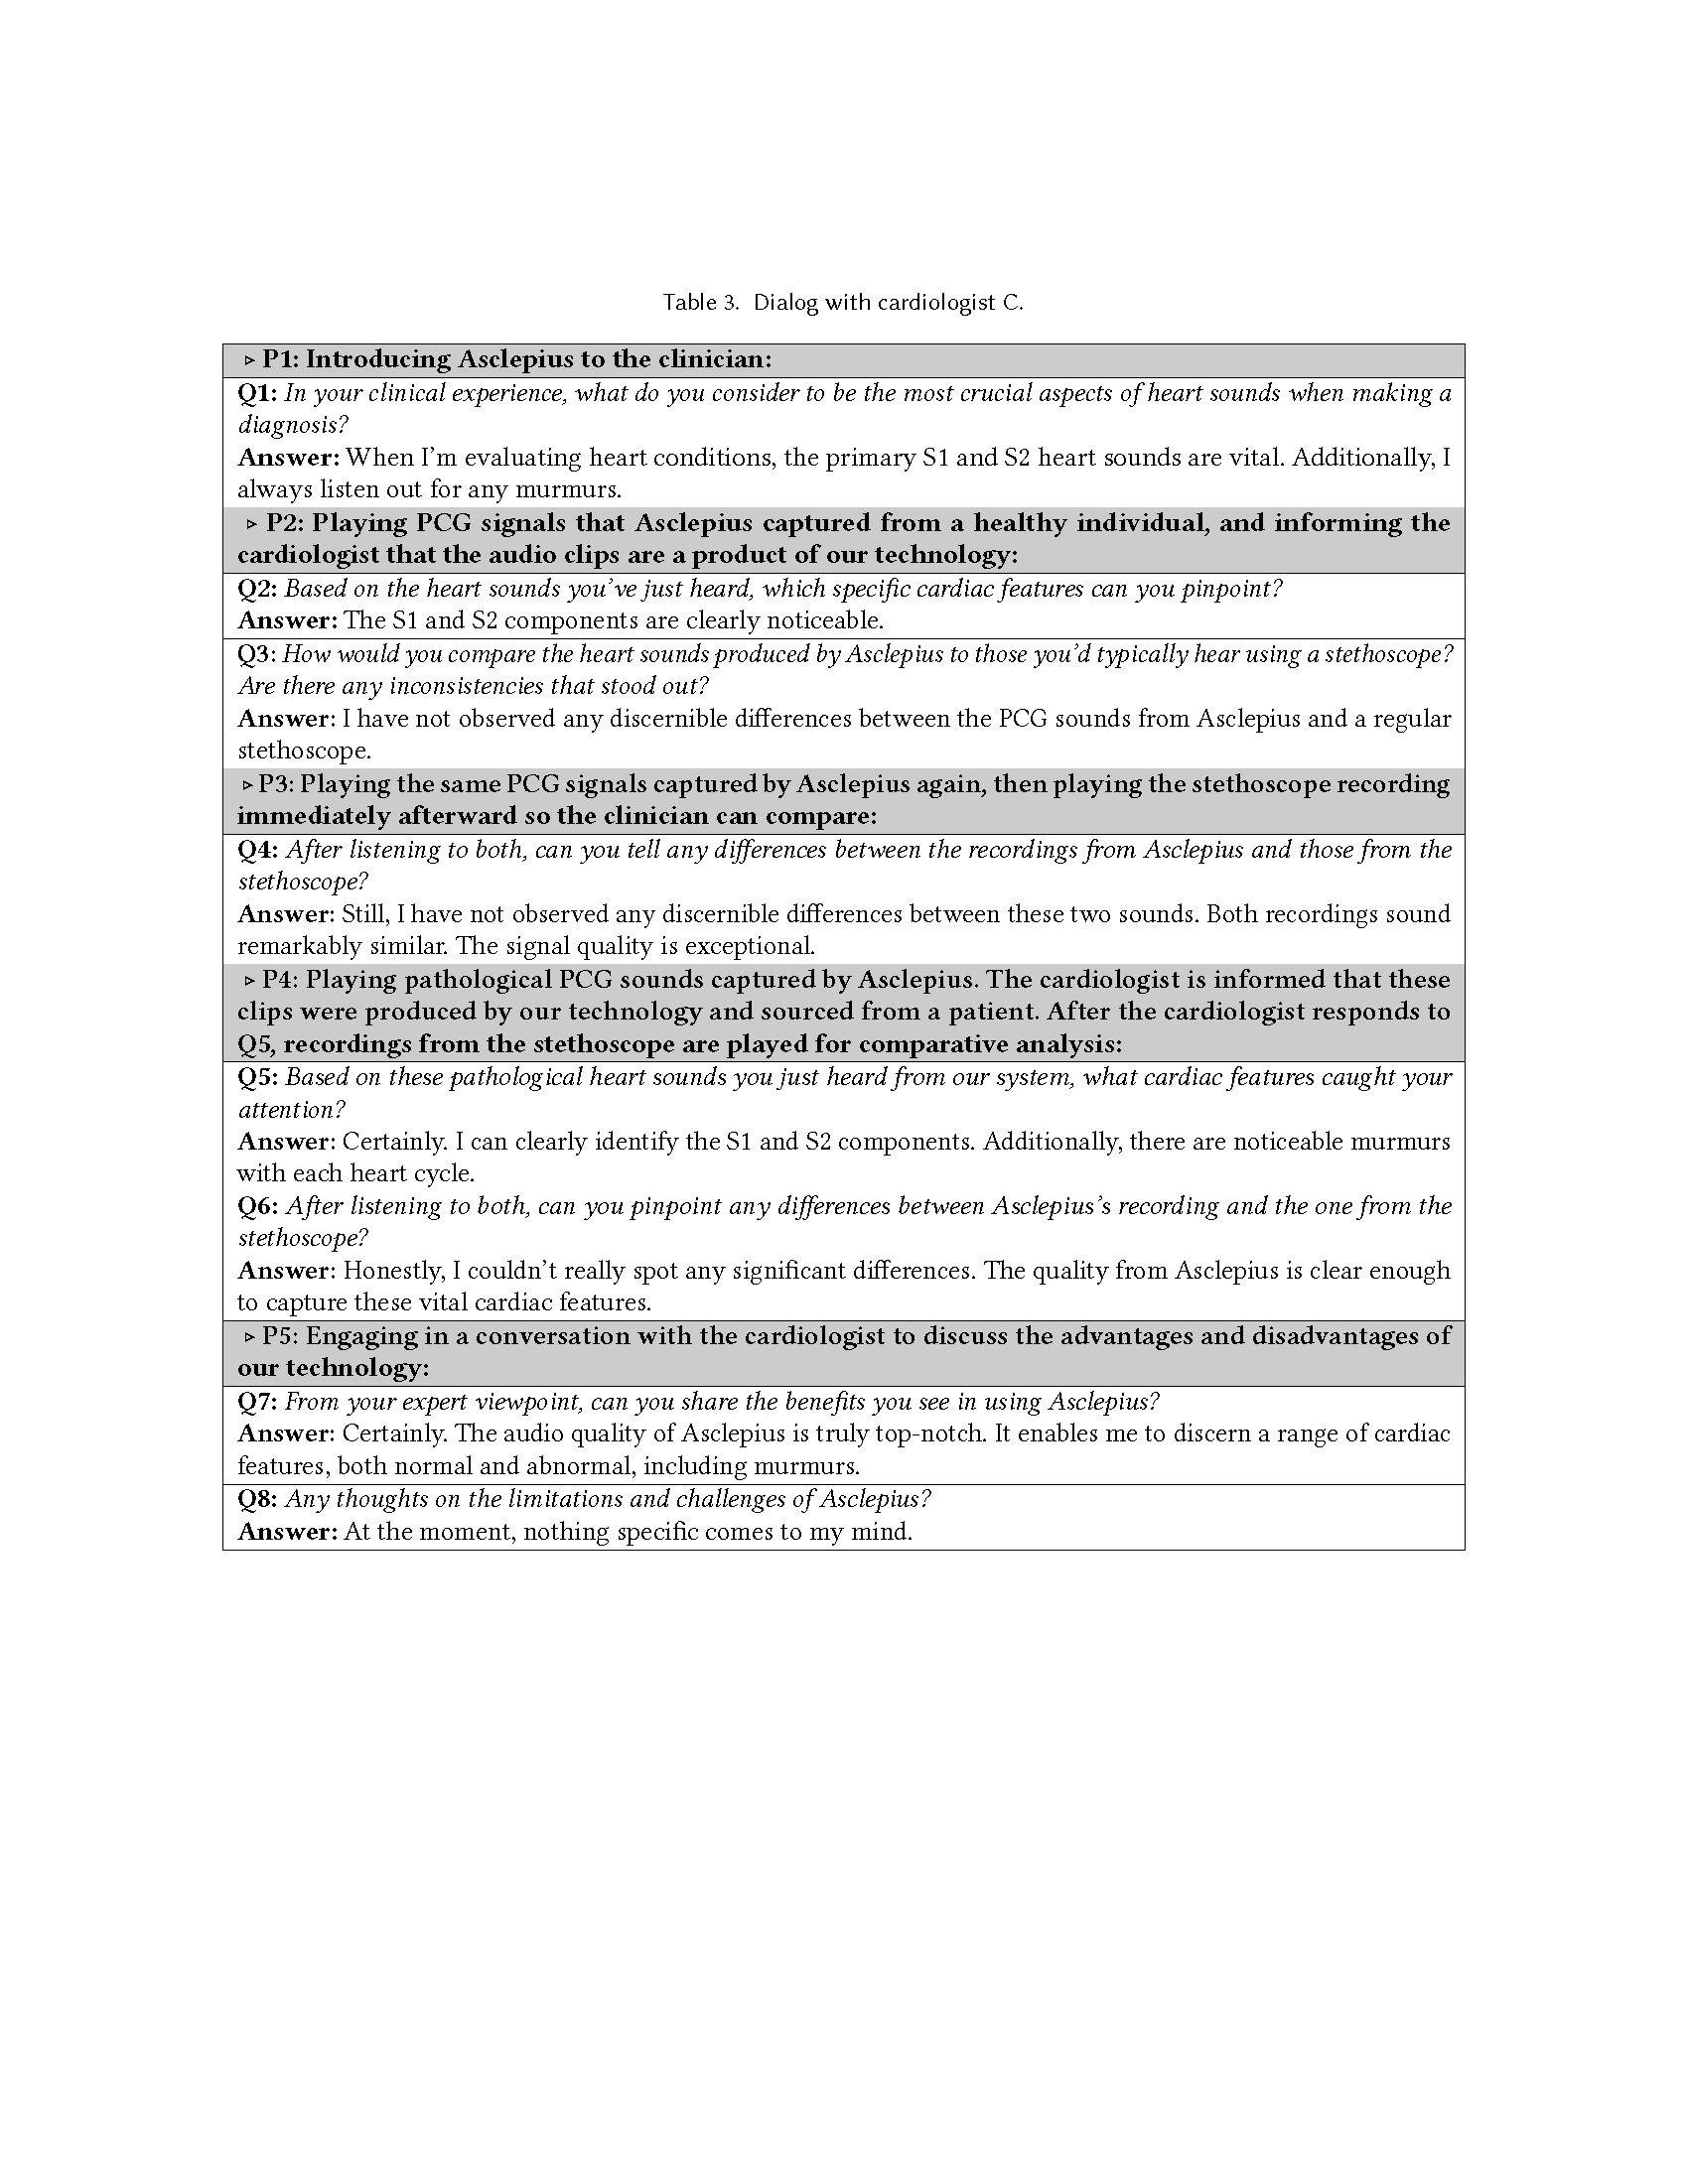 Table 3. Dialog with cardiologist C.
▹ P1: Introducing Asclepius to the clinician:
Q1: In your clinical experience, what do you consider to be the most crucial aspects of heart sounds when making a
diagnosis?
Answer: When I'm evaluating heart conditions, the primary S1 and S2 heart sounds are vital. Additionally, I
always listen out for any murmurs.
▹ P2: Playing PCG signals that Asclepius captured from a healthy individual, and informing the
cardiologist that the audio clips are a product of our technology:
Q2: Based on the heart sounds you've just heard, which specific cardiac features can you pinpoint?
Answer: The S1 and S2 components are clearly noticeable.
Q3: How would you compare the heart sounds produced by Asclepius to those you'd typically hear using a stethoscope?
Are there any inconsistencies that stood out?
Answer: I have not observed any discernible differences between the PCG sounds from Asclepius and a regular
stethoscope.
▹ P3: Playing the same PCG signals captured by Asclepius again, then playing the stethoscope recording
immediately afterward so the clinician can compare:
Q4: After listening to both, can you tell any differences between the recordings from Asclepius and those from the
stethoscope?
Answer: Still, I have not observed any discernible differences between these two sounds. Both recordings sound
remarkably similar. The signal quality is exceptional.
▹ P4: Playing pathological PCG sounds captured by Asclepius. The cardiologist is informed that these
clips were produced by our technology and sourced from a patient. After the cardiologist responds to
Q5, recordings from the stethoscope are played for comparative analysis:
Q5: Based on these pathological heart sounds you just heard from our system, what cardiac features caught your
attention?
Answer: Certainly. I can clearly identify the S1 and S2 components. Additionally, there are noticeable murmurs
with each heart cycle.
Q6: After listening to both, can you pinpoint any differences between Asclepius's recording and the one from the
stethoscope?
Answer: Honestly, I couldn't really spot any significant differences. The quality from Asclepius is clear enough
to capture these vital cardiac features.
▹ P5: Engaging in a conversation with the cardiologist to discuss the advantages and disadvantages of
our technology:
Q7: From your expert viewpoint, can you share the benefits you see in using Asclepius?
Answer: Certainly. The audio quality of Asclepius is truly top-notch. It enables me to discern a range of cardiac
features, both normal and abnormal, including murmurs.
Q8: Any thoughts on the limitations and challenges of Asclepius?
Answer: At the moment, nothing specific comes to my mind.